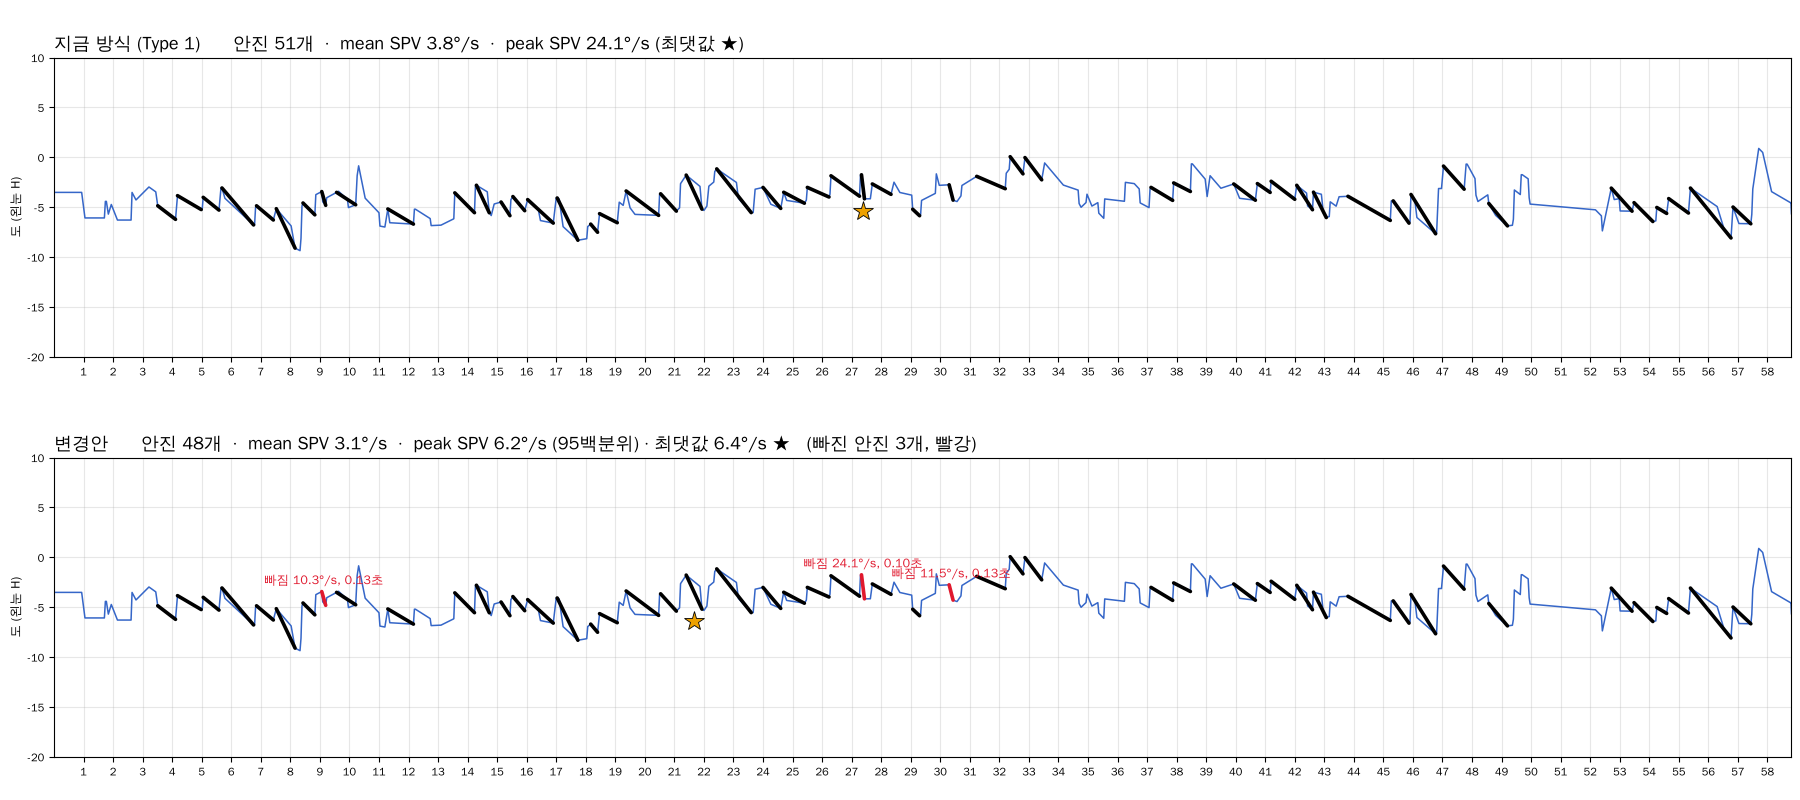 지금 방식 (Type 1)  안진 51개 · mean SPV 3.8°/s · peak SPV 24.1°/s (최댓값 ★)
10
5
0
-5
-10
-15
-20
도 (왼눈 H)
1 2 3 4 5 6 7 8 9 10 11 12 13 14 15 16 17 18 19 20 21 22 23 24 25 26 27 28 29 30 31 32 33 34 35 36 37 38 39 40 41 42 43 44 45 46 47 48 49 50 51 52 53 54 55 56 57 58
변경안  안진 48개 · mean SPV 3.1°/s · peak SPV 6.2°/s (95백분위) · 최댓값 6.4°/s ★ (빠진 안진 3개, 빨강)
10
5
0
-5
-10
-15
-20
도 (왼눈 H)
빠짐 10.3°/s, 0.13초
빠짐 24.1°/s, 0.10초
빠짐 11.5°/s, 0.13초
1 2 3 4 5 6 7 8 9 10 11 12 13 14 15 16 17 18 19 20 21 22 23 24 25 26 27 28 29 30 31 32 33 34 35 36 37 38 39 40 41 42 43 44 45 46 47 48 49 50 51 52 53 54 55 56 57 58